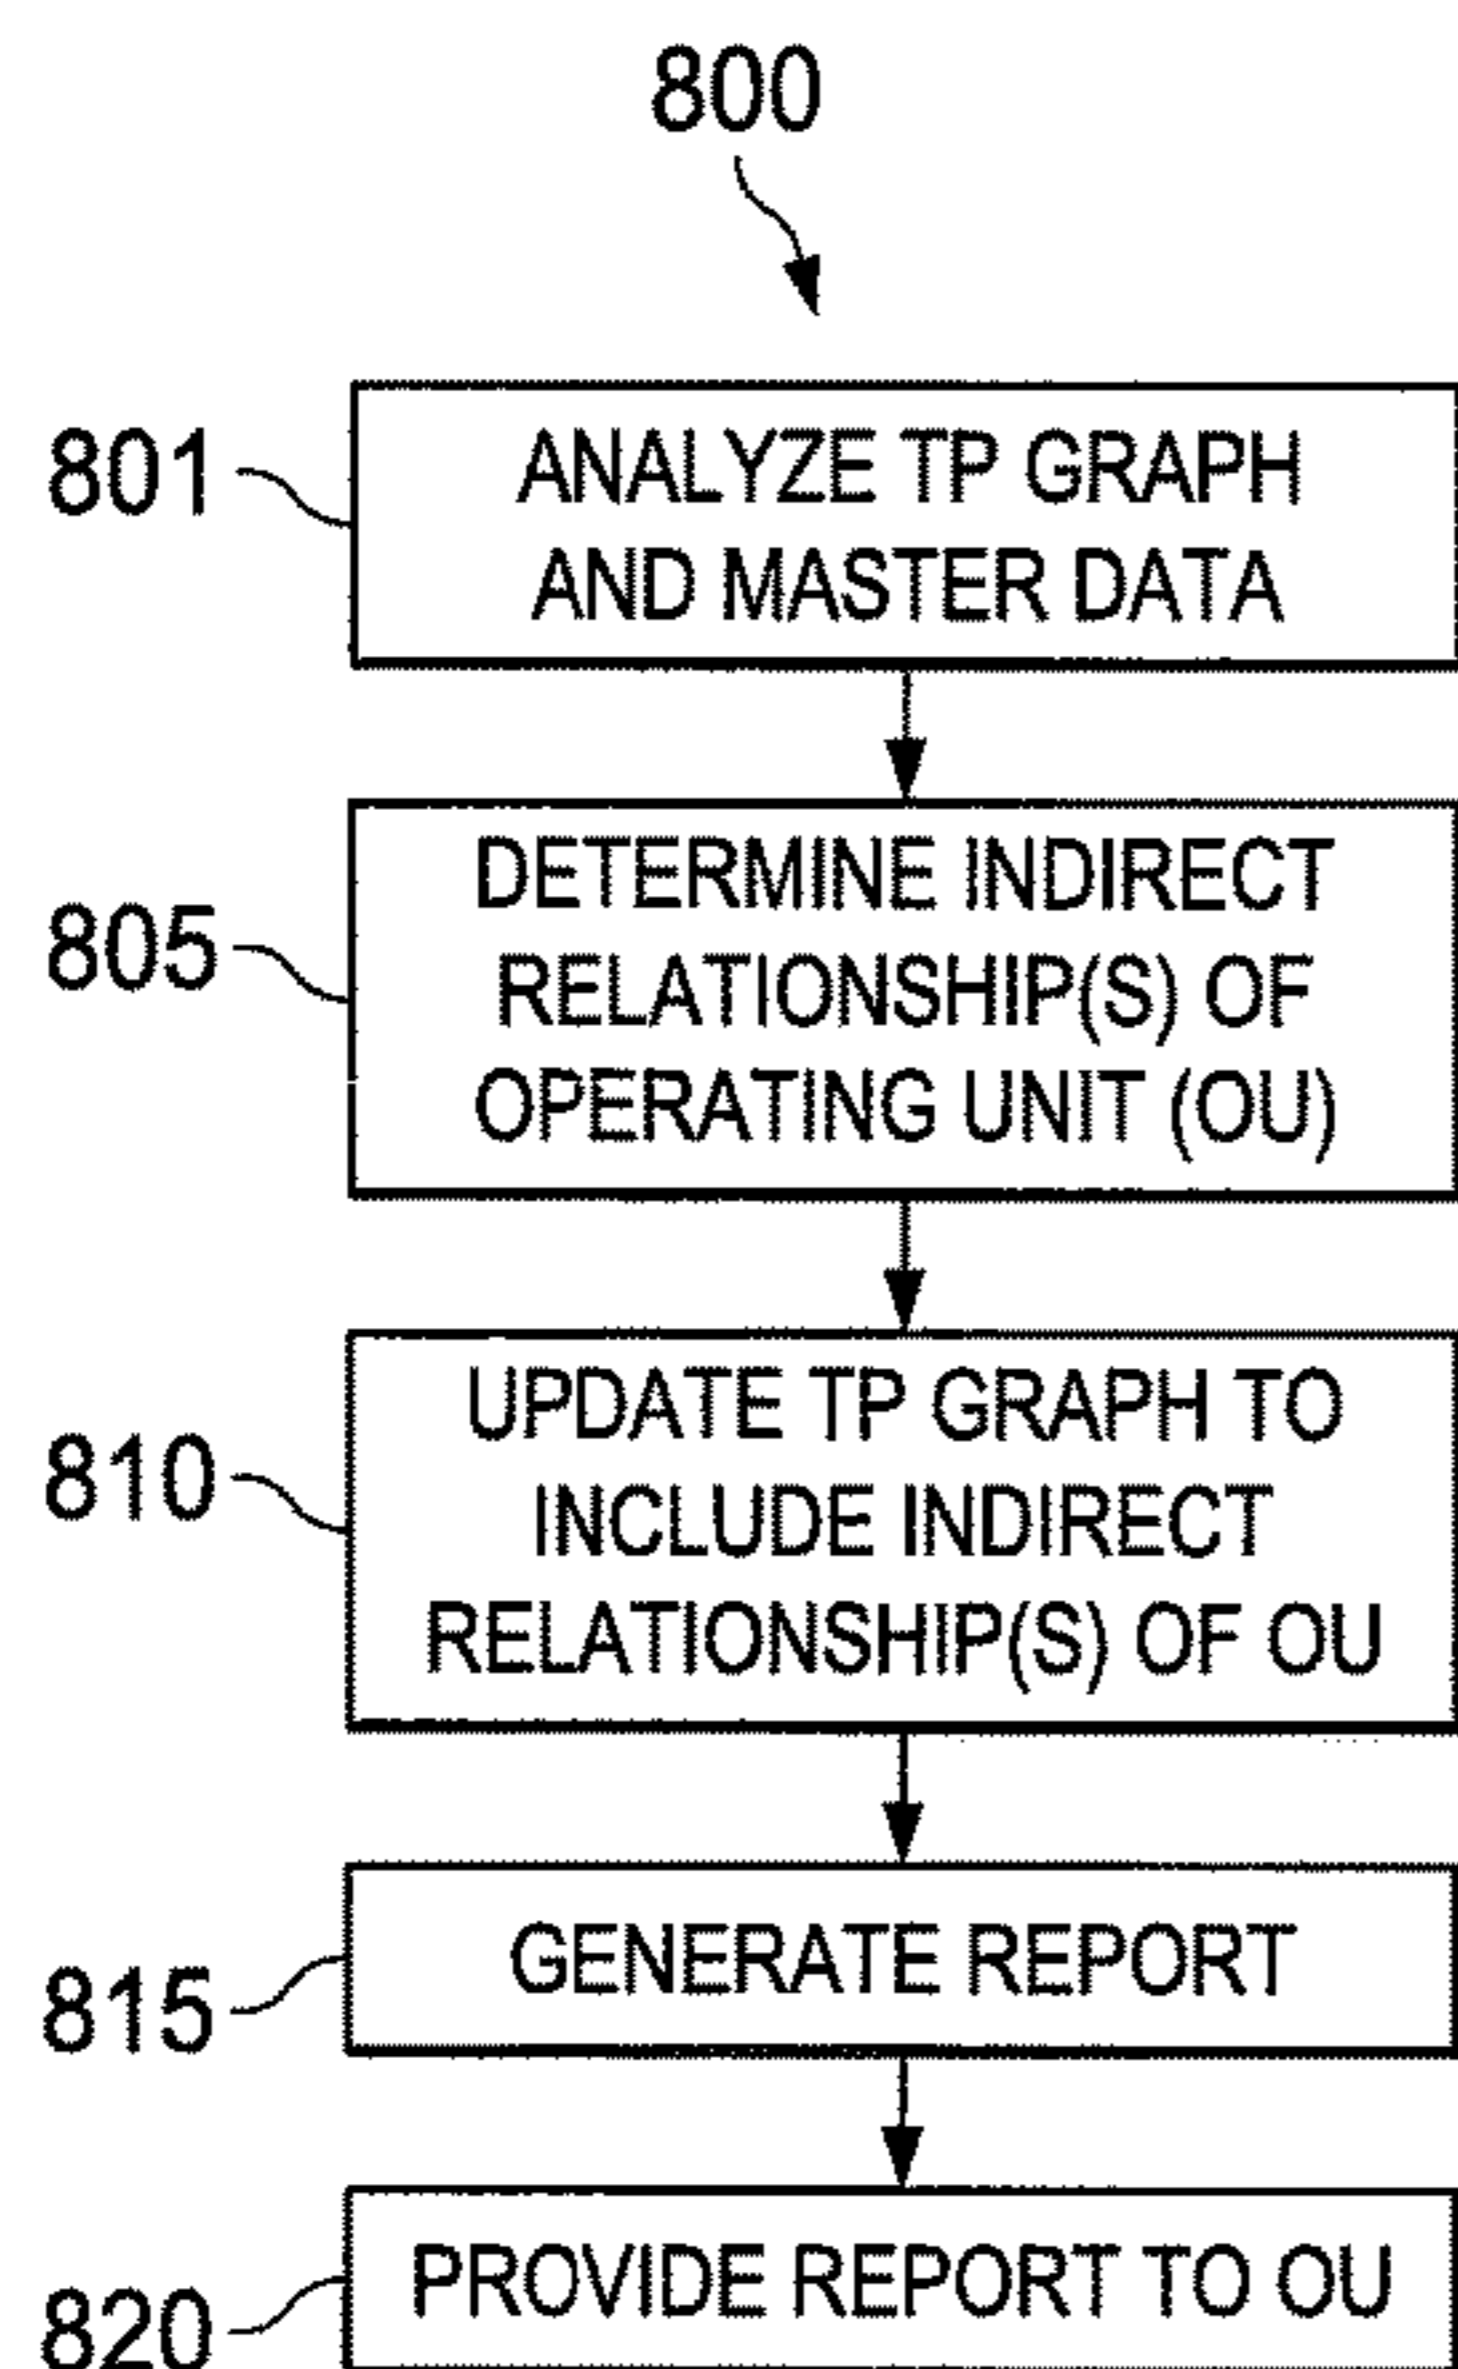 800
801
ANALYZE TP GRAPH
AND MASTER DATA
805
DETERMINE INDIRECT
RELATIONSHIP(S) OF
OPERATING UNIT (OU)
810
UPDATE TP GRAPH TO
INCLUDE INDIRECT
RELATIONSHIP(S) OF OU
815
GENERATE REPORT
820
PROVIDE REPORT TO OU